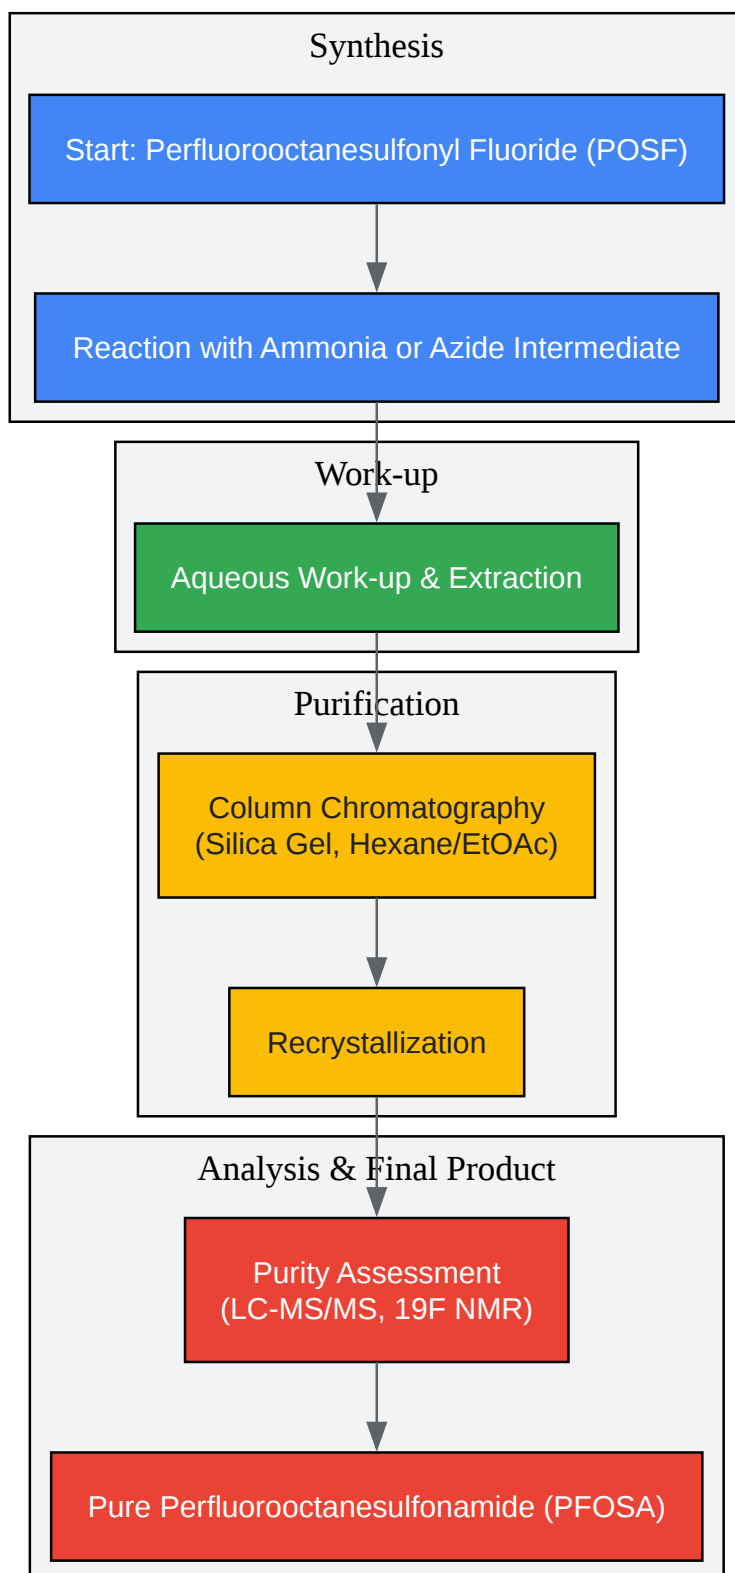 Synthesis
Start: Perfluorooctanesulfonyl Fluoride (POSF)
Reaction with Ammonia or Azide Intermediate
Work-up
Aqueous Work-up & Extraction
Purification
Column Chromatography
(Silica Gel, Hexane/EtOAc)
Recrystallization
Analysis & Final Product
Purity Assessment
(LC-MS/MS, 19F NMR)
Pure Perfluorooctanesulfonamide (PFOSA)